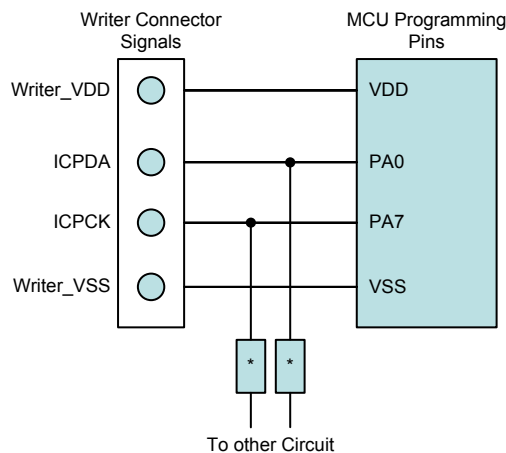 Writer Connector
Signals
MCU Programming
Pins
Writer_VDD
VDD
ICPDA
PA0
ICPCK
PA7
Writer_VSS
VSS
*
*
To other Circuit